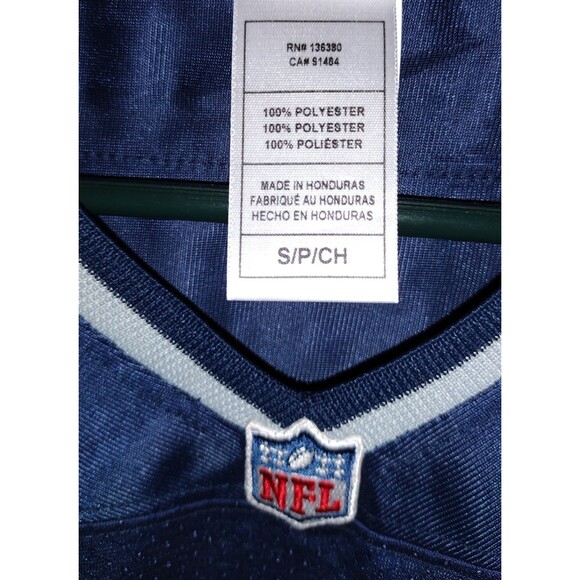 RN# 136380
CA# 91484
100% POLYESTER
100% POLYESTER
100% POLIÉSTER
MADE IN HONDURAS
FABRIQUÉ AU HONDURAS
HECHO EN HONDURAS
S/P/CH
NFL